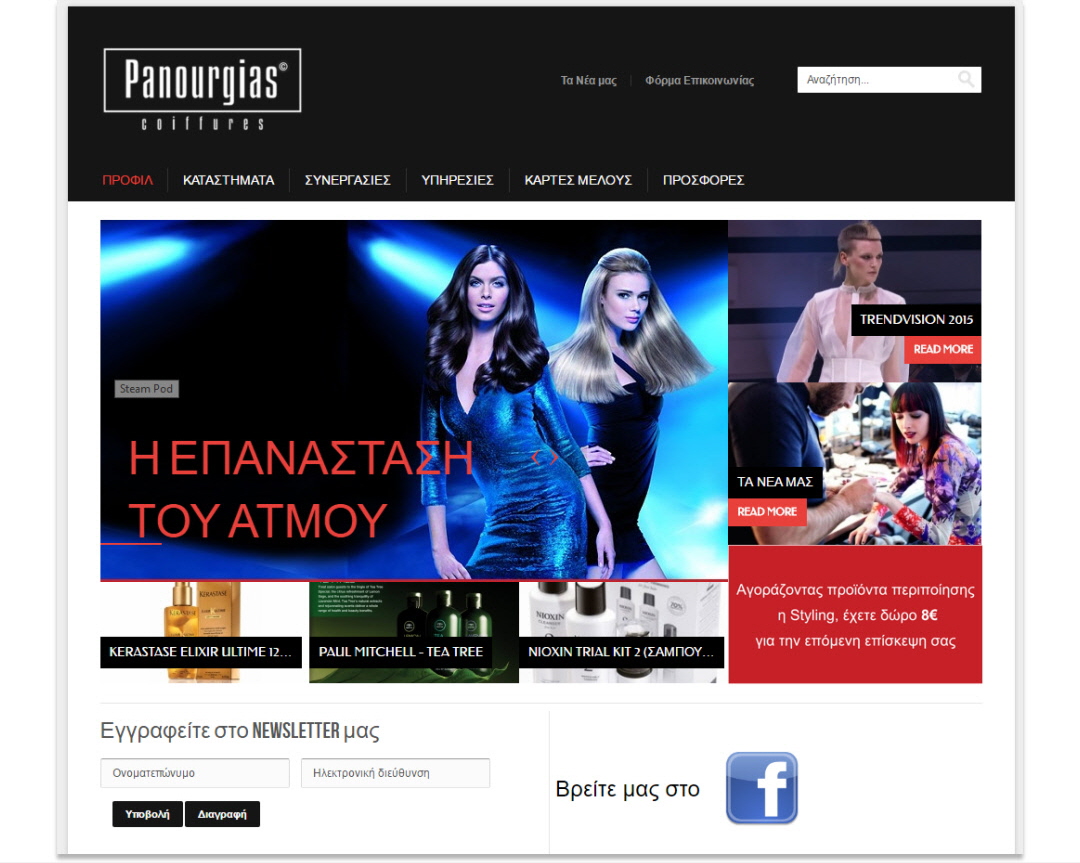 Panourgias©
coiffures
Τα Νέα μας
Φόρμα Επικοινωνίας
Αναζήτηση...
ΠΡΟΦΙΛ
ΚΑΤΑΣΤΗΜΑΤΑ
ΣΥΝΕΡΓΑΣΙΕΣ
ΥΠΗΡΕΣΙΕΣ
ΚΑΡΤΕΣ ΜΕΛΟΥΣ
ΠΡΟΣΦΟΡΕΣ
Steam Pod
Η ΕΠΑΝΑΣΤΑΣΗ
ΤΟΥ ΑΤΜΟΥ
TRENDVISION 2015
READ MORE
ΤΑ ΝΕΑ ΜΑΣ
READ MORE
Αγοράζοντας προϊόντα περιποίησης
η Styling, έχετε δώρο 8€
για την επόμενη επίσκεψη σας
KERASTASE
KERASTASE ELIXIR ULTIME 12...
PAUL MITCHELL - TEA TREE
NIOXIN
NIOXIN TRIAL KIT 2 (ΣΑΜΠΟΥ...
Εγγραφείτε στο NEWSLETTER μας
Ονοματεπώνυμο
Ηλεκτρονική διεύθυνση
Υποβολή
Διαγραφή
Βρείτε μας στο
f